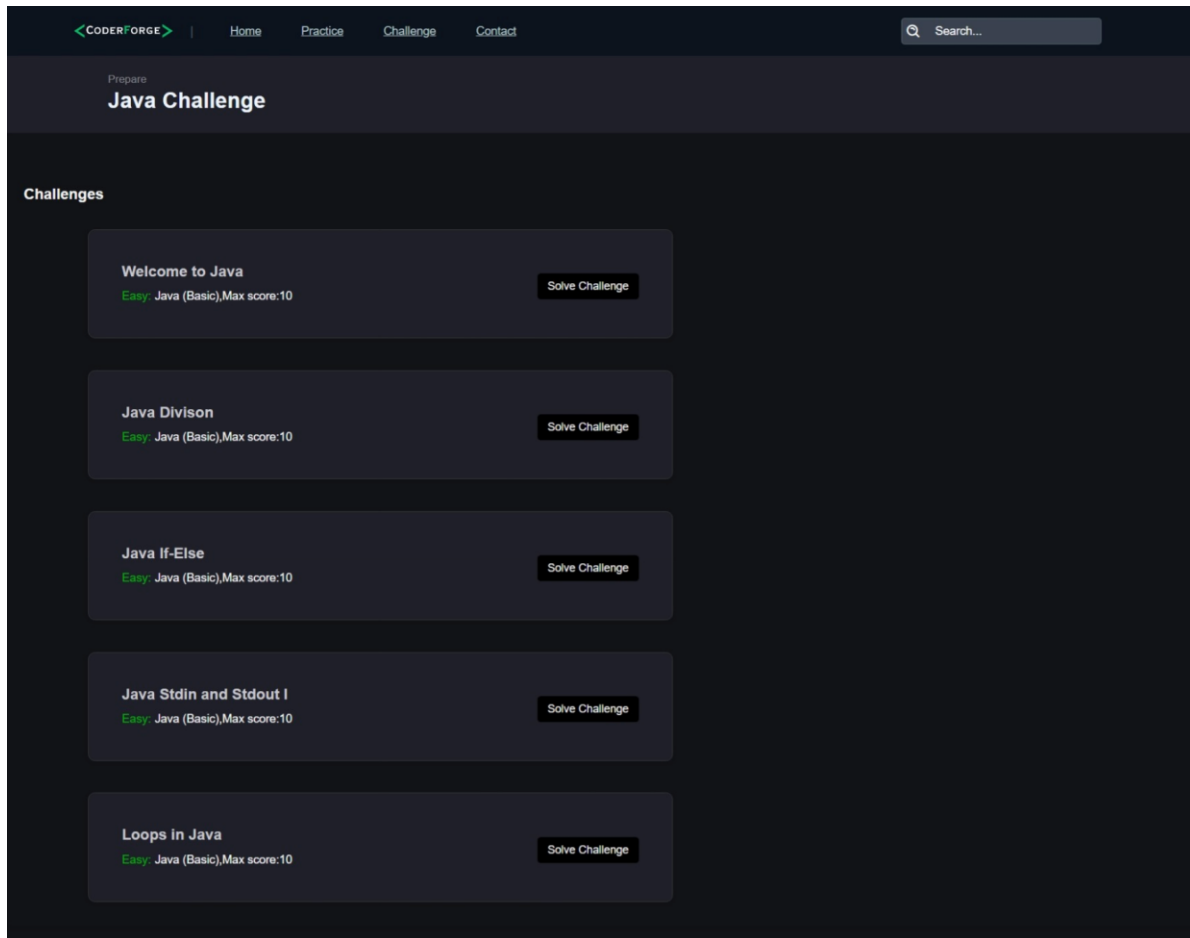 <CODERFORGE> | Home Practice Challenge Contact Search...
Prepare
Java Challenge
Challenges
Welcome to Java
Easy: Java (Basic),Max score:10
Solve Challenge
Java Divison
Easy: Java (Basic),Max score:10
Solve Challenge
Java If-Else
Easy: Java (Basic),Max score:10
Solve Challenge
Java Stdin and Stdout I
Easy: Java (Basic),Max score:10
Solve Challenge
Loops in Java
Easy: Java (Basic),Max score:10
Solve Challenge